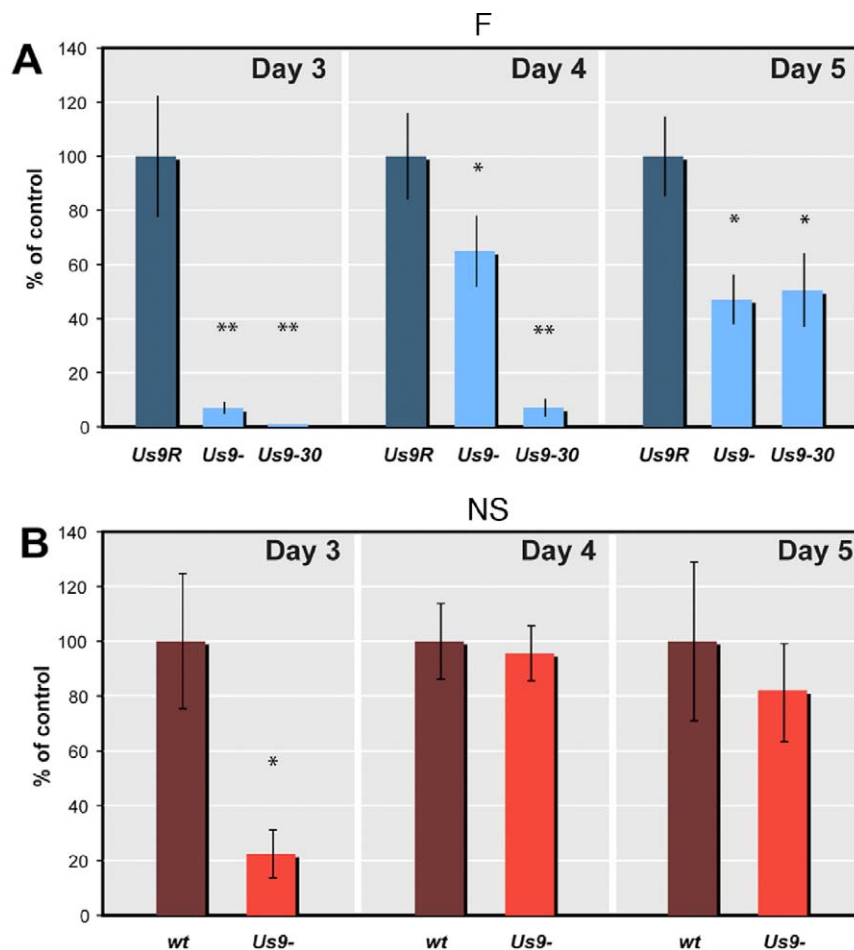 F
A
Day 3 Day 4 Day 5
% of control
140
120
100
80
60
40
20
0
* 
* *
** ** **
Us9R Us9- Us9-30 Us9R Us9- Us9-30 Us9R Us9- Us9-30
NS
B
Day 3 Day 4 Day 5
% of control
140
120
100
80
60
40
20
0
*
wt Us9- wt Us9- wt Us9-